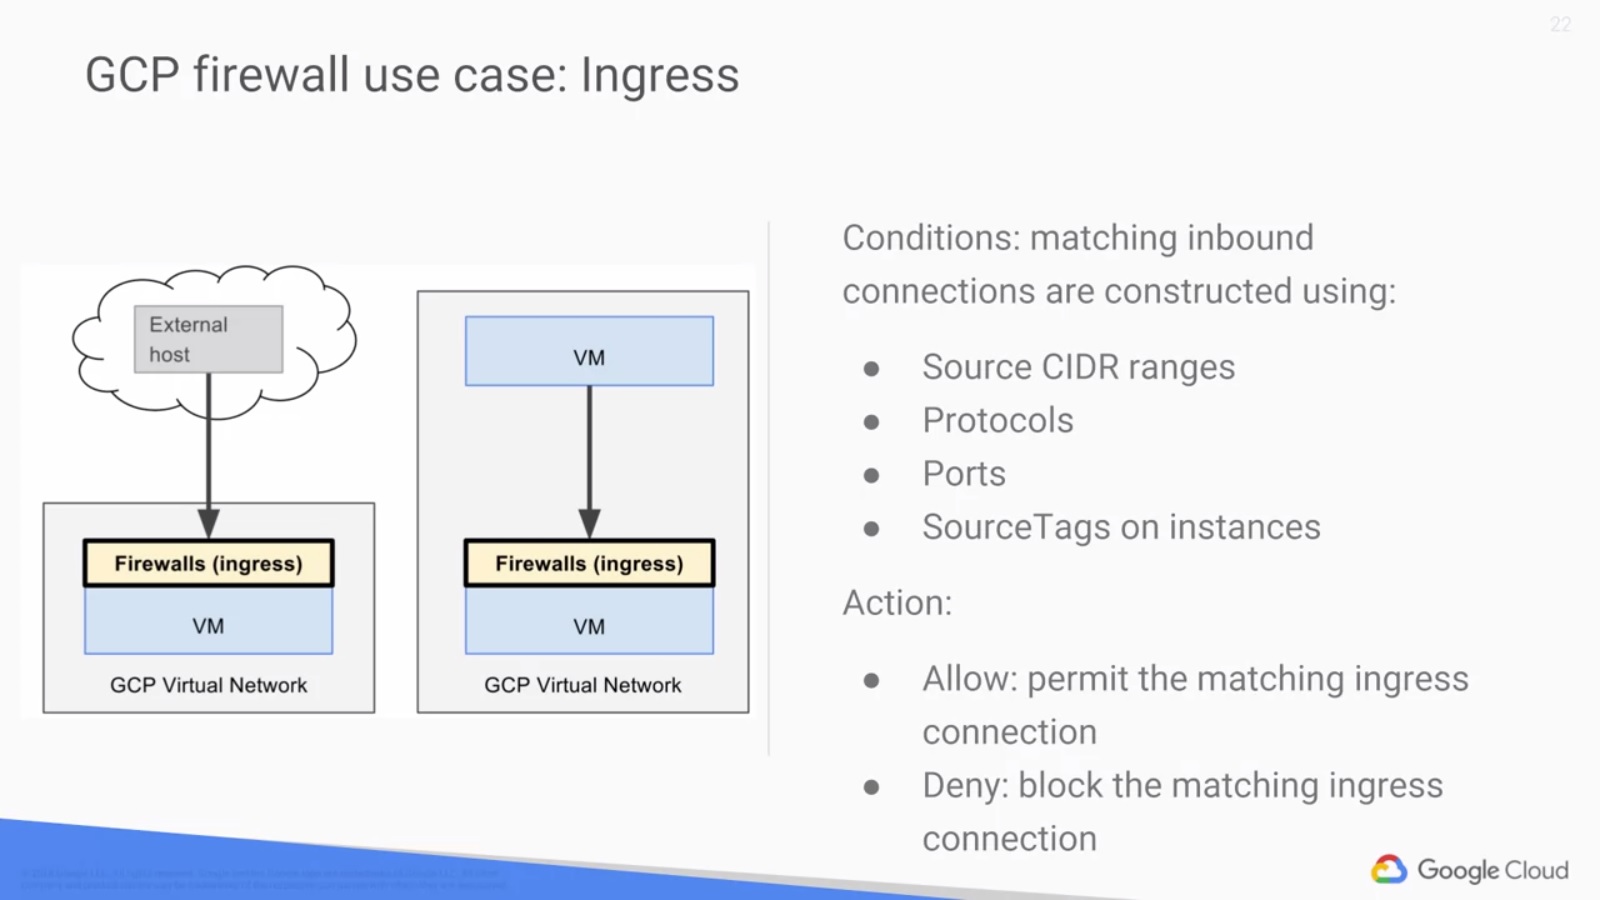 22
GCP firewall use case: Ingress
External
host
Firewalls (ingress)
VM
GCP Virtual Network
VM
Firewalls (ingress)
VM
GCP Virtual Network
Conditions: matching inbound
connections are constructed using:
● Source CIDR ranges
● Protocols
● Ports
● SourceTags on instances
Action:
● Allow: permit the matching ingress
connection
● Deny: block the matching ingress
connection
Google Cloud